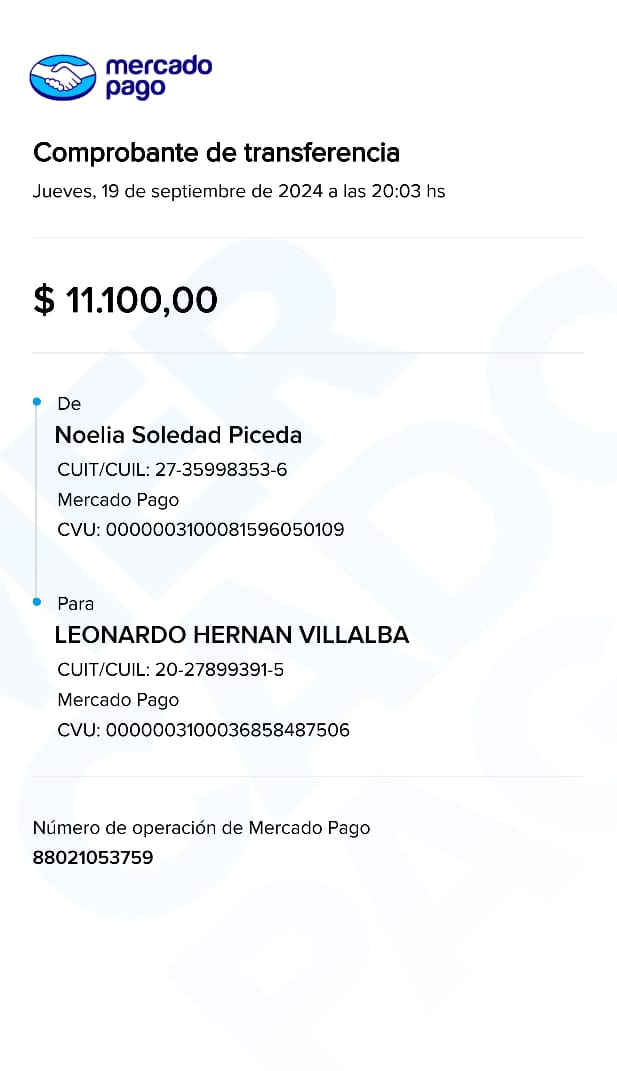 mercado
pago
Comprobante de transferencia
Jueves, 19 de septiembre de 2024 a las 20:03 hs
$ 11.100,00
De
Noelia Soledad Piceda
CUIT/CUIL: 27-35998353-6
Mercado Pago
CVU: 0000003100081596050109
Para
LEONARDO HERNAN VILLALBA
CUIT/CUIL: 20-27899391-5
Mercado Pago
CVU: 0000003100036858487506
Número de operación de Mercado Pago
88021053759
MERCADO
PAGO